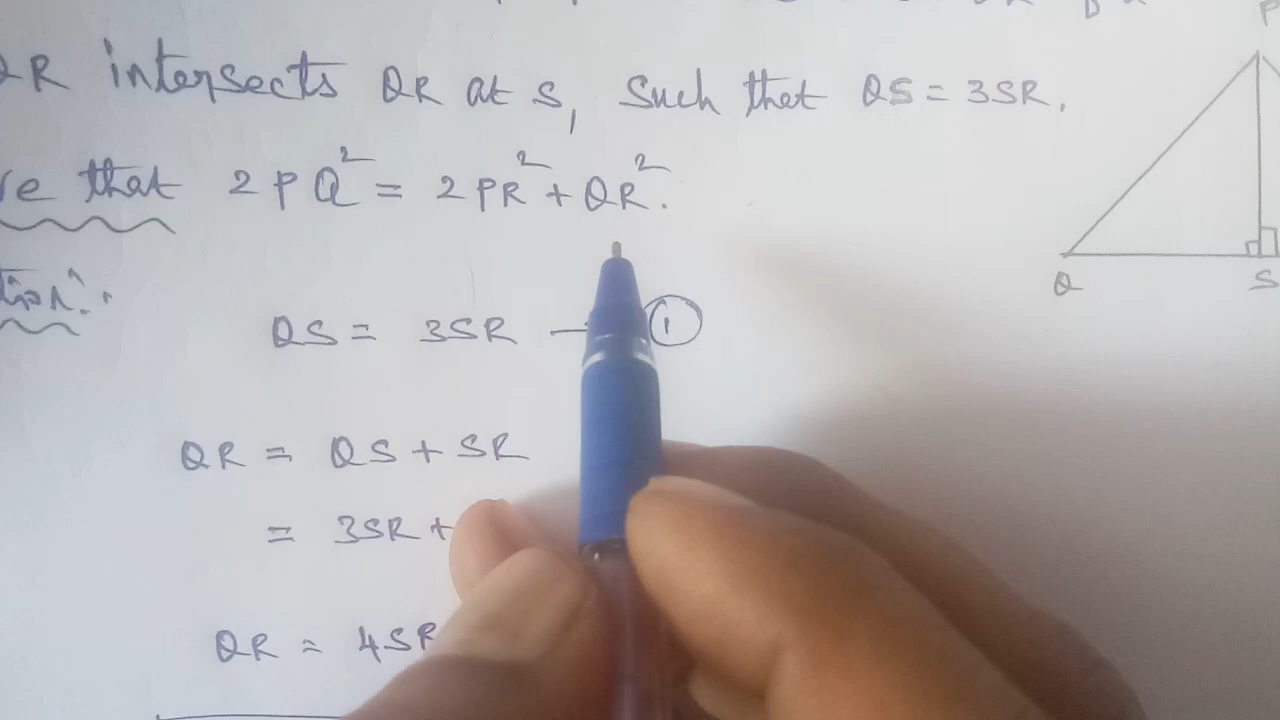 QR intersects QR at S, Such that QS = 3SR.
that 2PQ² = 2PR² + QR².
QS = 3SR — ①
QR = QS + SR
= 3SR +
QR = 4SR
P
Q S